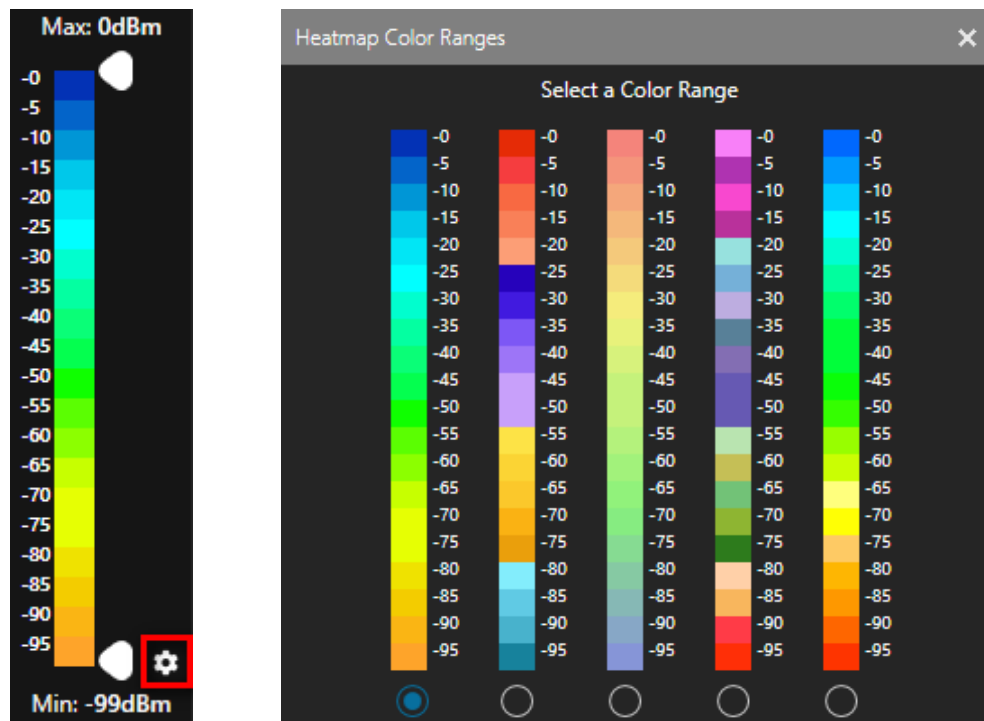 Max: 0dBm
-0
-5
-10
-15
-20
-25
-30
-35
-40
-45
-50
-55
-60
-65
-70
-75
-80
-85
-90
-95
Min: -99dBm
Heatmap Color Ranges
Select a Color Range
-0 -0 -0 -0 -0
-5 -5 -5 -5 -5
-10 -10 -10 -10 -10
-15 -15 -15 -15 -15
-20 -20 -20 -20 -20
-25 -25 -25 -25 -25
-30 -30 -30 -30 -30
-35 -35 -35 -35 -35
-40 -40 -40 -40 -40
-45 -45 -45 -45 -45
-50 -50 -50 -50 -50
-55 -55 -55 -55 -55
-60 -60 -60 -60 -60
-65 -65 -65 -65 -65
-70 -70 -70 -70 -70
-75 -75 -75 -75 -75
-80 -80 -80 -80 -80
-85 -85 -85 -85 -85
-90 -90 -90 -90 -90
-95 -95 -95 -95 -95